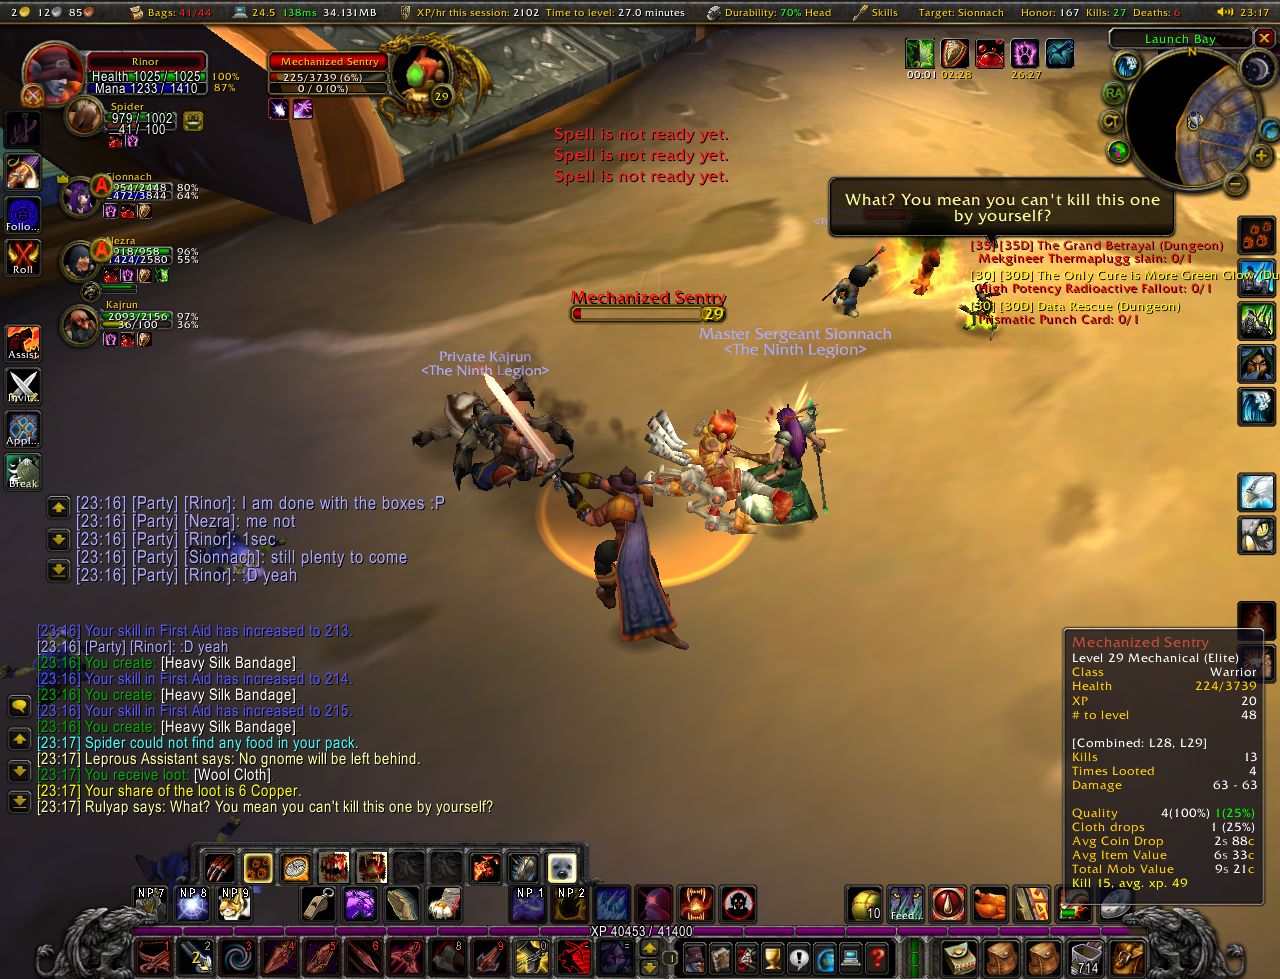 2 12 85 Bags: 41/44 24.5 138ms 34.131MB XP/hr this session: 2102 Time to level: 27.0 minutes Durability: 70% Head Skills Target: Sionnach Honor: 167 Kills: 27 Deaths: 6 23:17
Rinor
Health 1025 / 1025 100%
Mana 1233 / 1410 87%
Mechanized Sentry
225/3739 (6%)
0 / 0 (0%)
29
00:01 02:28 26:27
Launch Bay
N
RA
CT
Spider
979 / 1002
41 / 100
Sionnach
80%
472/3844 64%
A
Nezra
918/958 96%
1424/2580 55%
A
Kajrun
2093/2156 97%
36/100 36%
Follo...
Roll
Assist
Invit...
Appl...
Break
Spell is not ready yet.
Spell is not ready yet.
Spell is not ready yet.
What? You mean you can't kill this one
by yourself?
[35] [35D] The Grand Betrayal (Dungeon)
Mekgineer Thermaplugg slain: 0/1
[30] [30D] The Only Cure is More Green Glow (Du
High Potency Radioactive Fallout: 0/1
[30] [30D] Data Rescue (Dungeon)
Prismatic Punch Card: 0/1
Mechanized Sentry
29
Master Sergeant Sionnach
<The Ninth Legion>
Private Kajrun
<The Ninth Legion>
[23:16] [Party] [Rinor]: I am done with the boxes :P
[23:16] [Party] [Nezra]: me not
[23:16] [Party] [Rinor]: 1sec
[23:16] [Party] [Sionnach]: still plenty to come
[23:16] [Party] [Rinor]: :D yeah
[23:16] Your skill in First Aid has increased to 213.
[23:16] [Party] [Rinor]: :D yeah
[23:16] You create: [Heavy Silk Bandage].
[23:16] Your skill in First Aid has increased to 214.
[23:16] You create: [Heavy Silk Bandage].
[23:16] Your skill in First Aid has increased to 215.
[23:16] You create: [Heavy Silk Bandage].
[23:17] Spider could not find any food in your pack.
[23:17] Leprous Assistant says: No gnome will be left behind.
[23:17] You receive loot: [Wool Cloth].
[23:17] Your share of the loot is 6 Copper.
[23:17] Rulyap says: What? You mean you can't kill this one by yourself?
Mechanized Sentry
Level 29 Mechanical (Elite)
Class Warrior
Health 224/3739
XP 20
# to level 48
[Combined: L28, L29]
Kills 13
Times Looted 4
Damage 63 - 63
Quality 4(100%) 1(25%)
Cloth drops 1 (25%)
Avg Coin Drop 2s 88c
Avg Item Value 6s 33c
Total Mob Value 9s 21c
Kill 15, avg. xp. 49
NP 7 NP 8 NP 9 NP 1 NP 2 10 Feed...
XP 40453 / 41400
2 3 4 5 6 7 8 9 0 = 714